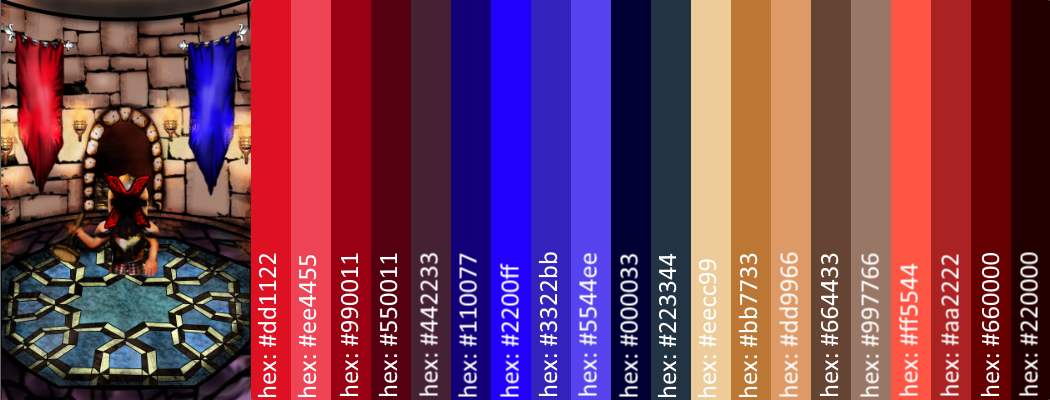 hex: #dd1122
hex: #ee4455
hex: #990011
hex: #550011
hex: #442233
hex: #110077
hex: #2200ff
hex: #3322bb
hex: #5544ee
hex: #000033
hex: #223344
hex: #eecc99
hex: #bb7733
hex: #dd9966
hex: #664433
hex: #997766
hex: #ff5544
hex: #aa2222
hex: #660000
hex: #220000